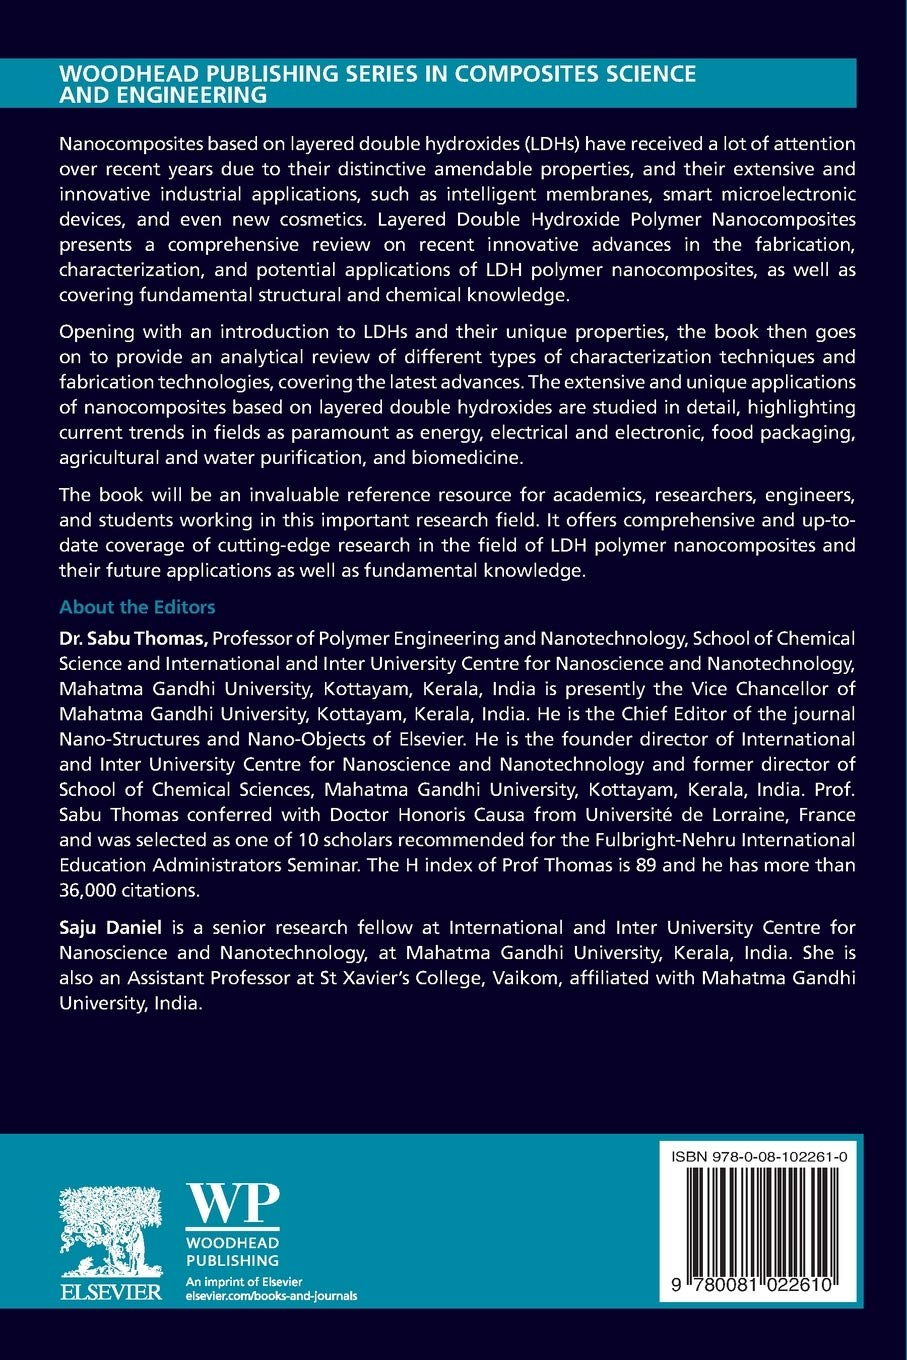 WOODHEAD PUBLISHING SERIES IN COMPOSITES SCIENCE
AND ENGINEERING
Nanocomposites based on layered double hydroxides (LDHs) have received a lot of attention
over recent years due to their distinctive amendable properties, and their extensive and
innovative industrial applications, such as intelligent membranes, smart microelectronic
devices, and even new cosmetics. Layered Double Hydroxide Polymer Nanocomposites
presents a comprehensive review on recent innovative advances in the fabrication,
characterization, and potential applications of LDH polymer nanocomposites, as well as
covering fundamental structural and chemical knowledge.
Opening with an introduction to LDHs and their unique properties, the book then goes
on to provide an analytical review of different types of characterization techniques and
fabrication technologies, covering the latest advances. The extensive and unique applications
of nanocomposites based on layered double hydroxides are studied in detail, highlighting
current trends in fields as paramount as energy, electrical and electronic, food packaging,
agricultural and water purification, and biomedicine.
The book will be an invaluable reference resource for academics, researchers, engineers,
and students working in this important research field. It offers comprehensive and up-to-
date coverage of cutting-edge research in the field of LDH polymer nanocomposites and
their future applications as well as fundamental knowledge.
About the Editors
Dr. Sabu Thomas, Professor of Polymer Engineering and Nanotechnology, School of Chemical
Science and International and Inter University Centre for Nanoscience and Nanotechnology,
Mahatma Gandhi University, Kottayam, Kerala, India is presently the Vice Chancellor of
Mahatma Gandhi University, Kottayam, Kerala, India. He is the Chief Editor of the journal
Nano-Structures and Nano-Objects of Elsevier. He is the founder director of International
and Inter University Centre for Nanoscience and Nanotechnology and former director of
School of Chemical Sciences, Mahatma Gandhi University, Kottayam, Kerala, India. Prof.
Sabu Thomas conferred with Doctor Honoris Causa from Université de Lorraine, France
and was selected as one of 10 scholars recommended for the Fulbright-Nehru International
Education Administrators Seminar. The H index of Prof Thomas is 89 and he has more than
36,000 citations.
Saju Daniel is a senior research fellow at International and Inter University Centre for
Nanoscience and Nanotechnology, at Mahatma Gandhi University, Kerala, India. She is
also an Assistant Professor at St Xavier's College, Vaikom, affiliated with Mahatma Gandhi
University, India.
ELSEVIER
WP
WOODHEAD
PUBLISHING
An imprint of Elsevier
elsevier.com/books-and-journals
ISBN 978-0-08-102261-0
9 780081 022610